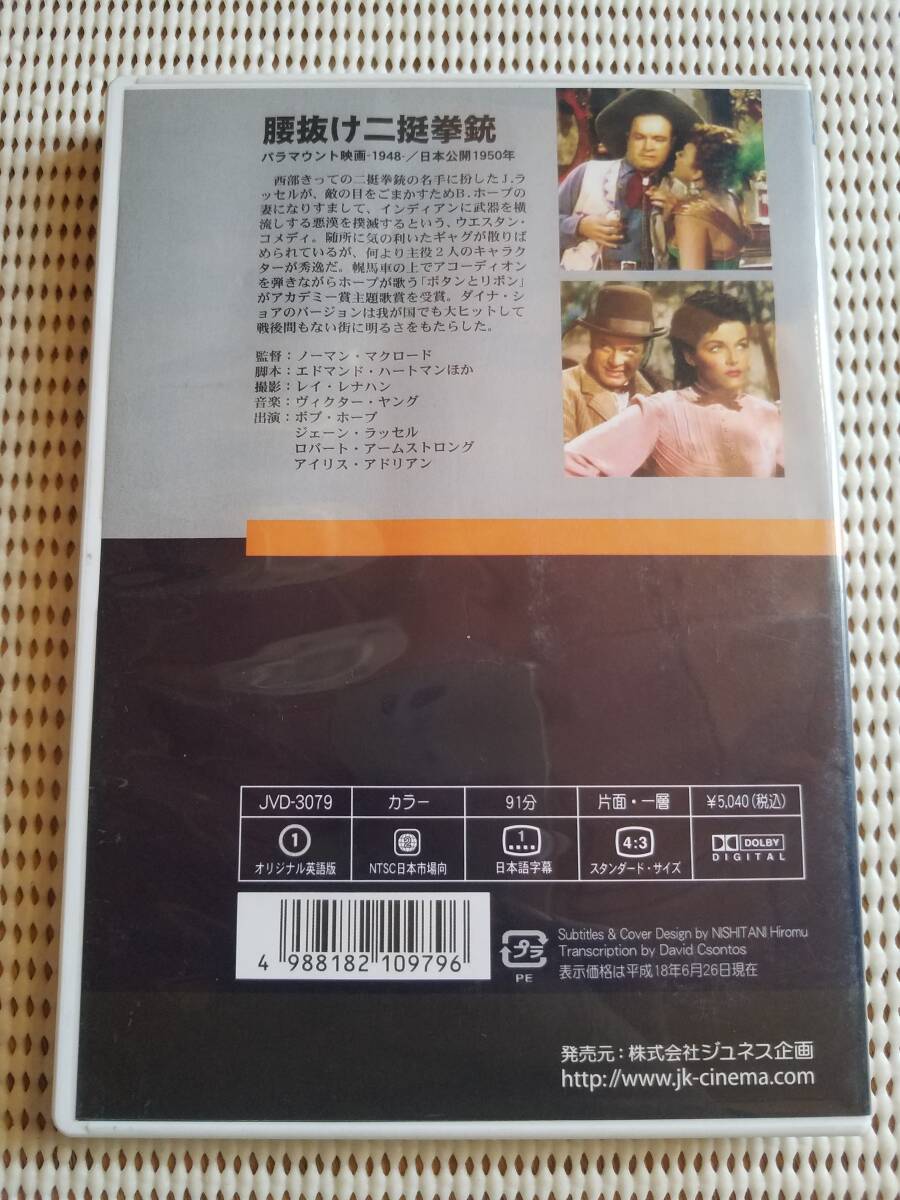 腰抜け二挺拳銃
パラマウント映画-1948-／日本公開1950年
西部きっての二挺拳銃の名手に扮したJ.ラ
ッセルが、敵の目をごまかすためB.ホープの
妻になりすまして、インディアンに武器を横
流しする悪漢を撲滅するという、ウエスタン・
コメディ。随所に気の利いたギャグが散りば
められているが、何より主役２人のキャラク
ターが秀逸だ。幌馬車の上でアコーディオン
を弾きながらホープが歌う「ボタンとリボン」
がアカデミー賞主題歌賞を受賞。ダイナ・シ
ョアのバージョンは我が国でも大ヒットして
戦後間もない街に明るさをもたらした。
監督：ノーマン・マクロード
脚本：エドマンド・ハートマンほか
撮影：レイ・レナハン
音楽：ヴィクター・ヤング
出演：ボブ・ホープ
ジェーン・ラッセル
ロバート・アームストロング
アイリス・アドリアン
JVD-3079 カラー 91分 片面・一層 ￥5,040(税込)
1 2 1 4:3 DOLBY
オリジナル英語版 NTSC日本市場向 日本語字幕 スタンダード・サイズ DIGITAL
4 988182 109796
プラ
PE
Subtitles & Cover Design by NISHITANI Hiromu
Transcription by David Csontos
表示価格は平成18年6月26日現在
発売元：株式会社ジュネス企画
http://www.jk-cinema.com